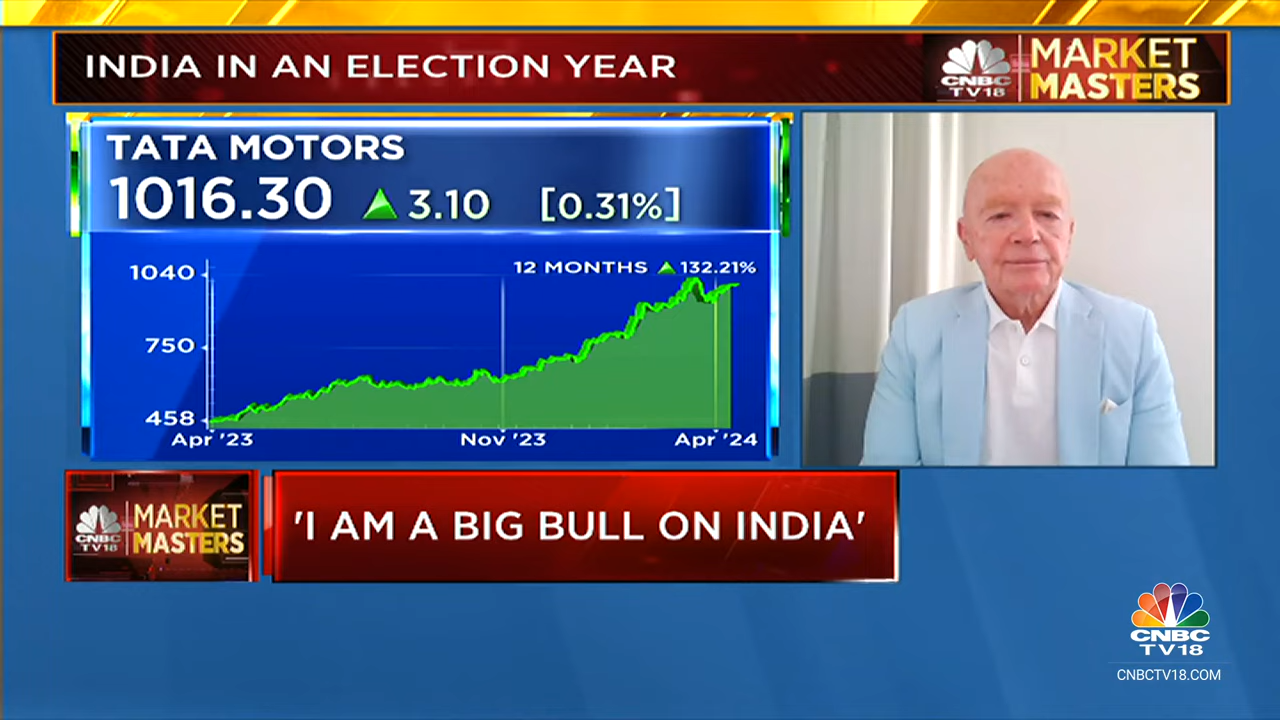 INDIA IN AN ELECTION YEAR
CNBC
TV18
MARKET
MASTERS
TATA MOTORS
1016.30 ▲ 3.10 [0.31%]
12 MONTHS ▲ 132.21%
1040
750
458
Apr '23 Nov '23 Apr '24
CNBC
TV18
MARKET
MASTERS
'I AM A BIG BULL ON INDIA'
CNBC
TV18
CNBCTV18.COM